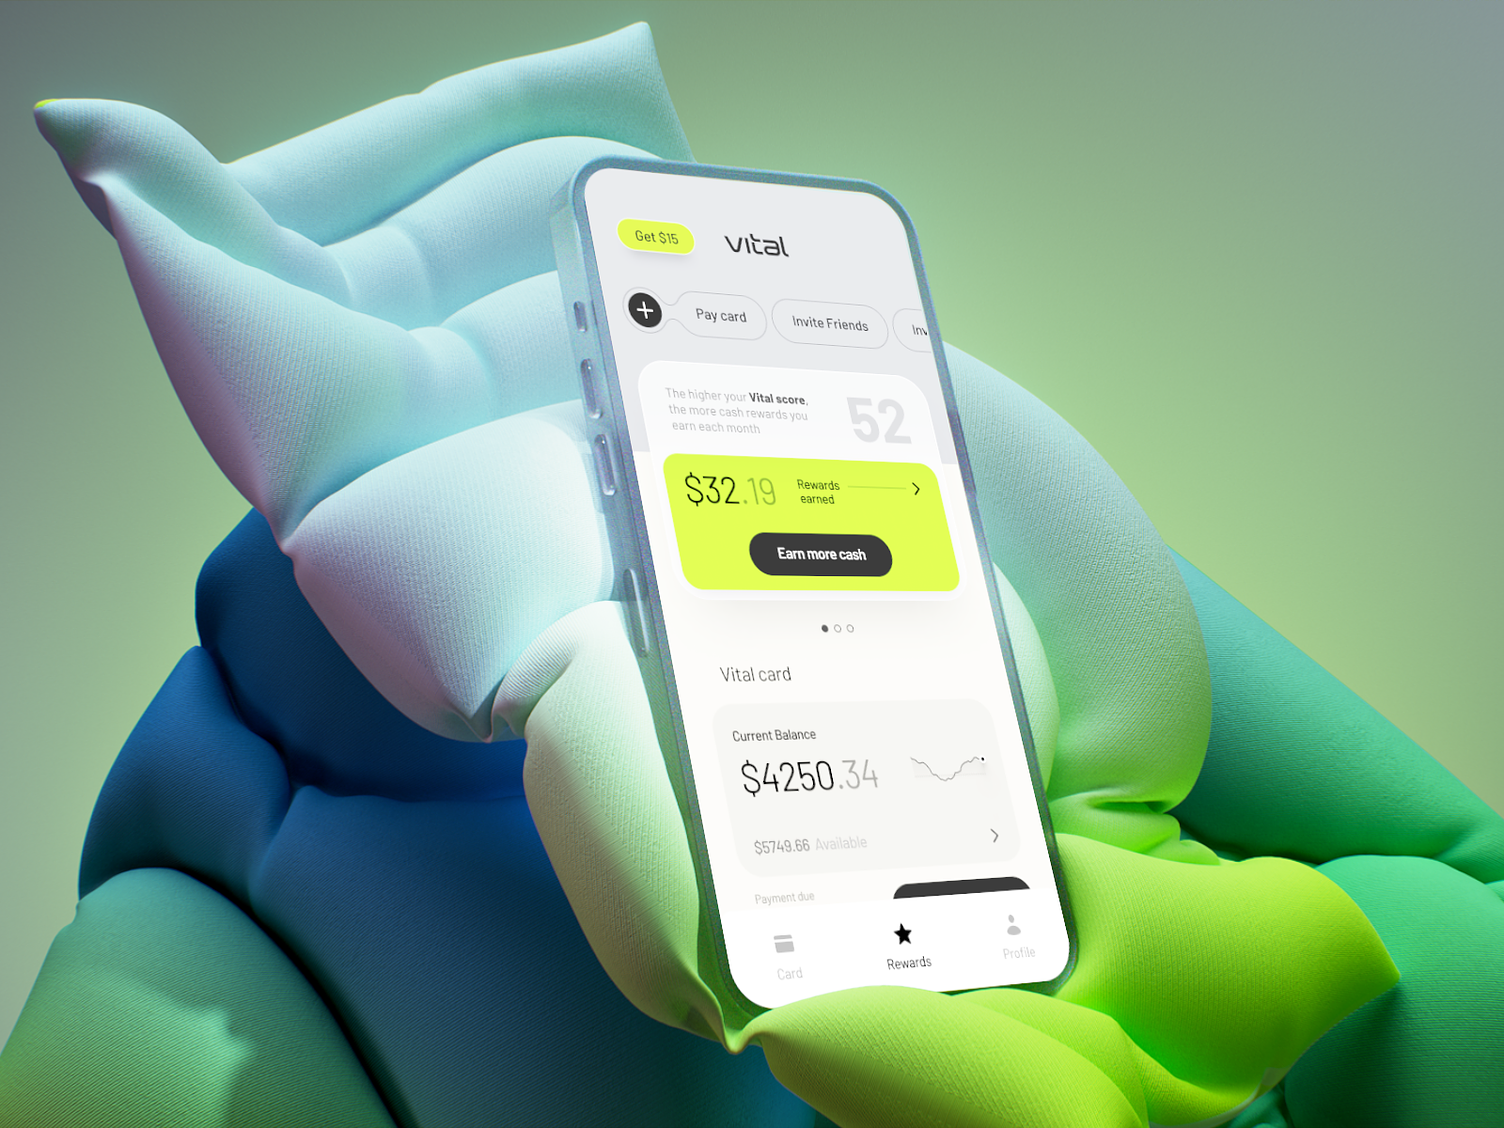 Get $15
vital
Pay card
Invite Friends
Inv
The higher your Vital score,
the more cash rewards you
earn each month
52
$32.19
Rewards
earned
Earn more cash
Vital card
Current Balance
$4250.34
$5749.66 Available
Payment due
Card
Rewards
Profile